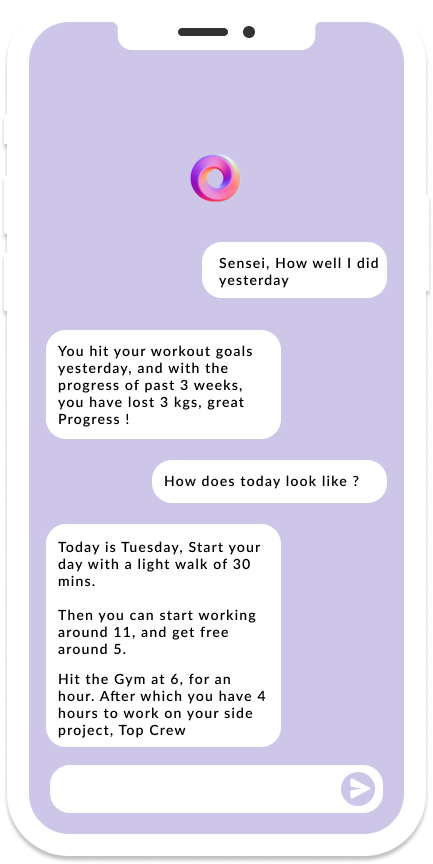 Sensei, How well I did
yesterday
You hit your workout goals
yesterday, and with the
progress of past 3 weeks,
you have lost 3 kgs, great
Progress !
How does today look like ?
Today is Tuesday, Start your
day with a light walk of 30
mins.
Then you can start working
around 11, and get free
around 5.
Hit the Gym at 6, for an
hour. After which you have 4
hours to work on your side
project, Top Crew